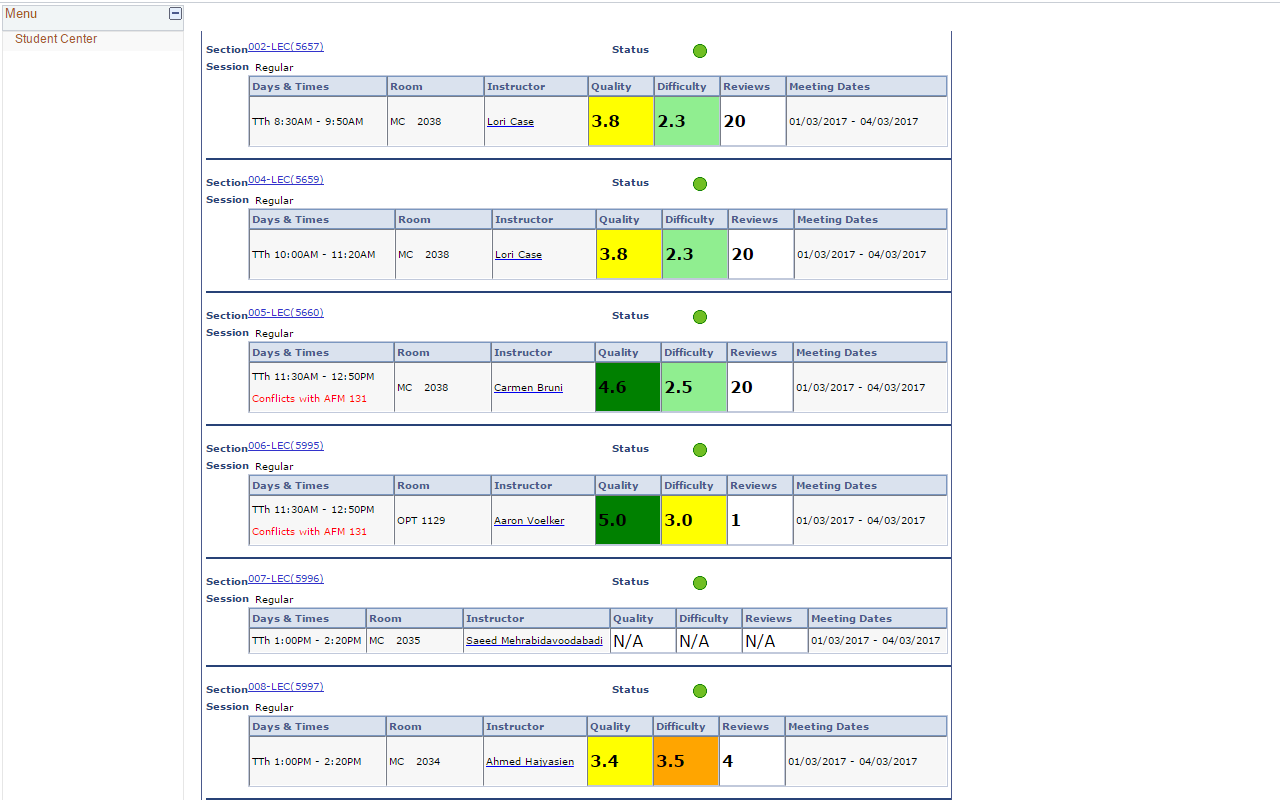 Menu
Student Center
Section 002-LEC(5657) Status
Session Regular
Days & Times Room Instructor Quality Difficulty Reviews Meeting Dates
TTh 8:30AM - 9:50AM MC 2038 Lori Case 3.8 2.3 20 01/03/2017 - 04/03/2017
Section 004-LEC(5659) Status
Session Regular
Days & Times Room Instructor Quality Difficulty Reviews Meeting Dates
TTh 10:00AM - 11:20AM MC 2038 Lori Case 3.8 2.3 20 01/03/2017 - 04/03/2017
Section 005-LEC(5660) Status
Session Regular
Days & Times Room Instructor Quality Difficulty Reviews Meeting Dates
TTh 11:30AM - 12:50PM
Conflicts with AFM 131
MC 2038 Carmen Bruni 4.6 2.5 20 01/03/2017 - 04/03/2017
Section 006-LEC(5995) Status
Session Regular
Days & Times Room Instructor Quality Difficulty Reviews Meeting Dates
TTh 11:30AM - 12:50PM
Conflicts with AFM 131
OPT 1129 Aaron Voelker 5.0 3.0 1 01/03/2017 - 04/03/2017
Section 007-LEC(5996) Status
Session Regular
Days & Times Room Instructor Quality Difficulty Reviews Meeting Dates
TTh 1:00PM - 2:20PM MC 2035 Saeed Mehrabidavoodabadi N/A N/A N/A 01/03/2017 - 04/03/2017
Section 008-LEC(5997) Status
Session Regular
Days & Times Room Instructor Quality Difficulty Reviews Meeting Dates
TTh 1:00PM - 2:20PM MC 2034 Ahmed Hajyasien 3.4 3.5 4 01/03/2017 - 04/03/2017